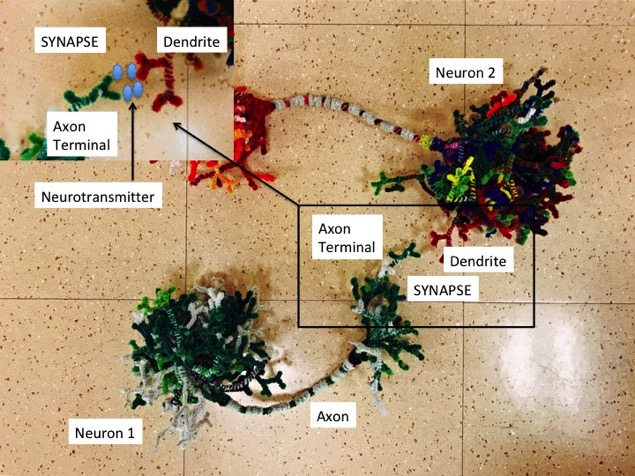 SYNAPSE
Dendrite
Axon
Terminal
Neurotransmitter
Neuron 2
Axon
Terminal
Dendrite
SYNAPSE
Axon
Neuron 1